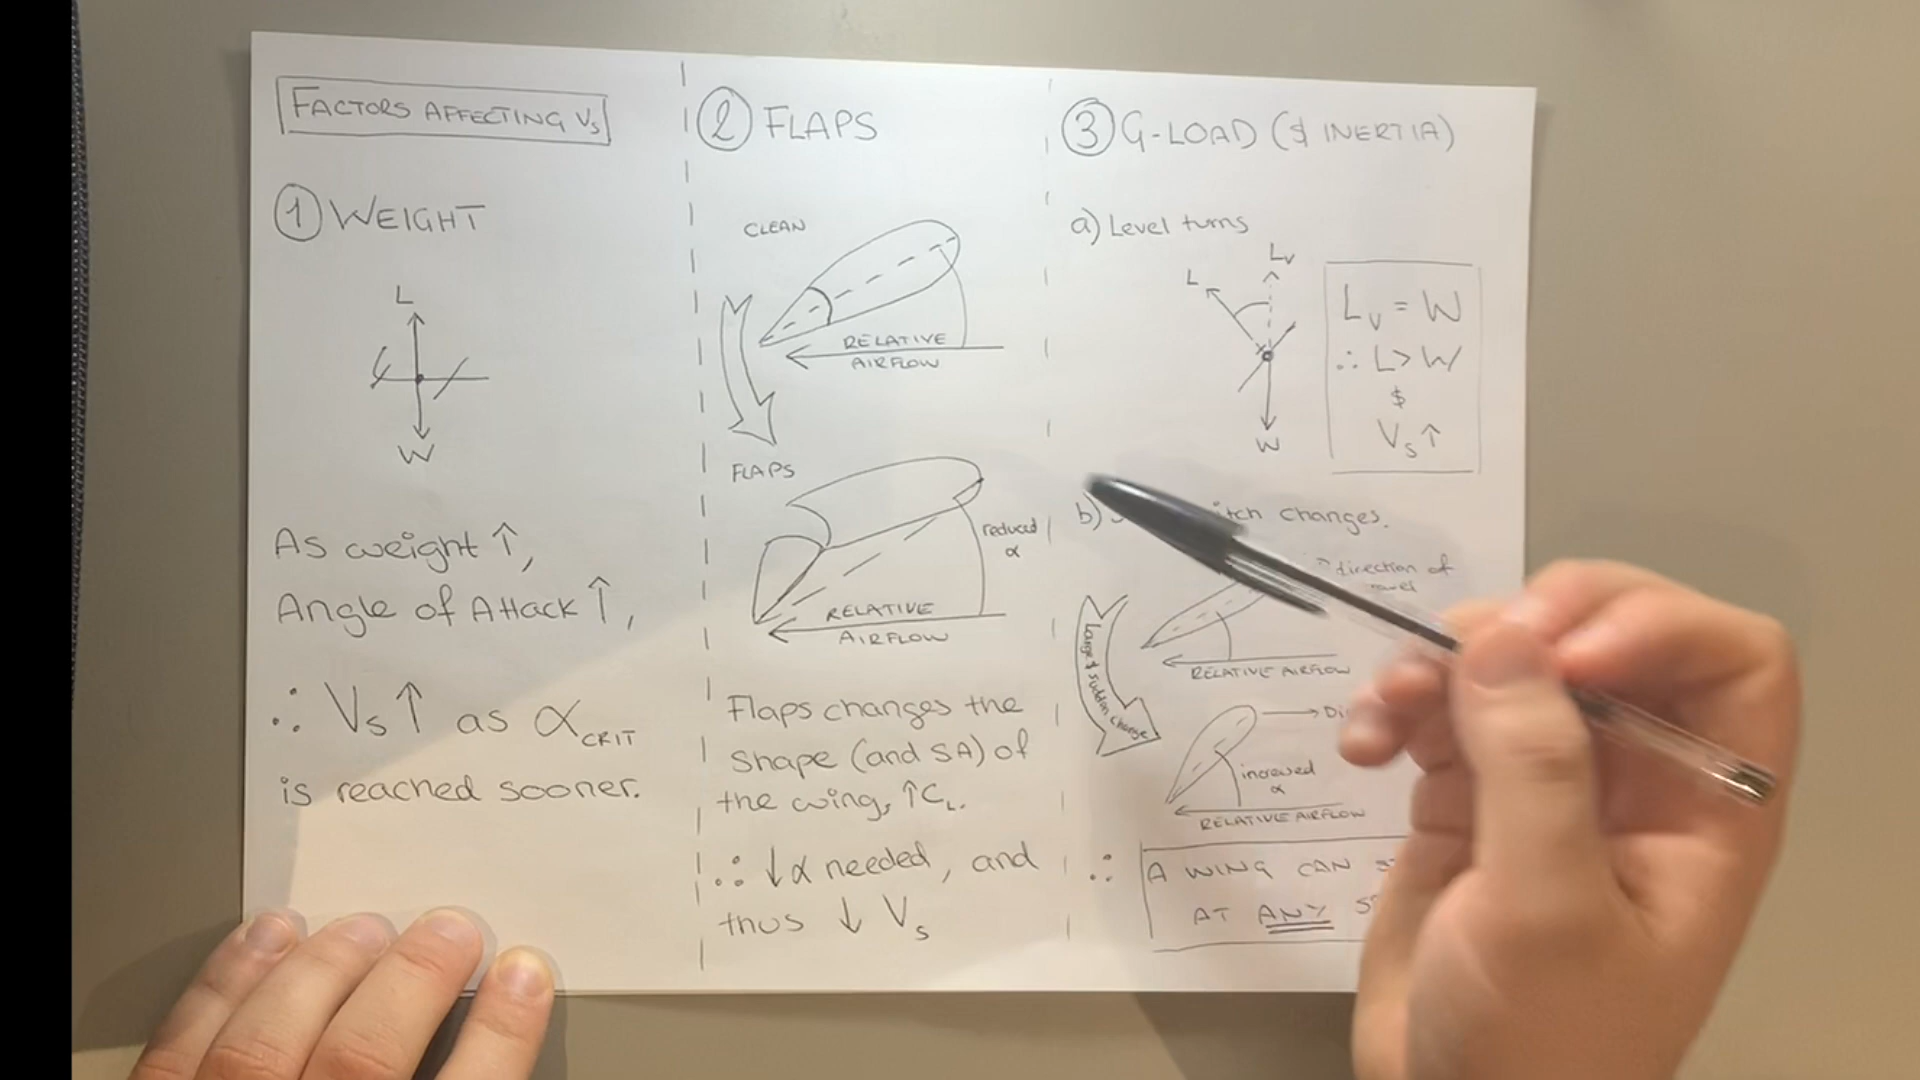 FACTORS AFFECTING Vs
① WEIGHT
L
W
As weight ↑,
Angle of Attack ↑,
∴ Vs ↑ as αCRIT
is reached sooner.
② FLAPS
CLEAN
RELATIVE
AIRFLOW
FLAPS
reduced
α
RELATIVE
AIRFLOW
Flaps changes the
shape (and SA) of
the wing, ↑CL.
∴ ↓α needed, and
thus ↓ Vs
③ G-LOAD (& INERTIA)
a) Level turns
L
Lv
W
Lv = W
∴ L > W
&
Vs ↑
b) changes.
direction of
RELATIVE AIRFLOW
Large & sudden change
increased
α
RELATIVE AIRFLOW
∴ A WING CAN
AT ANY